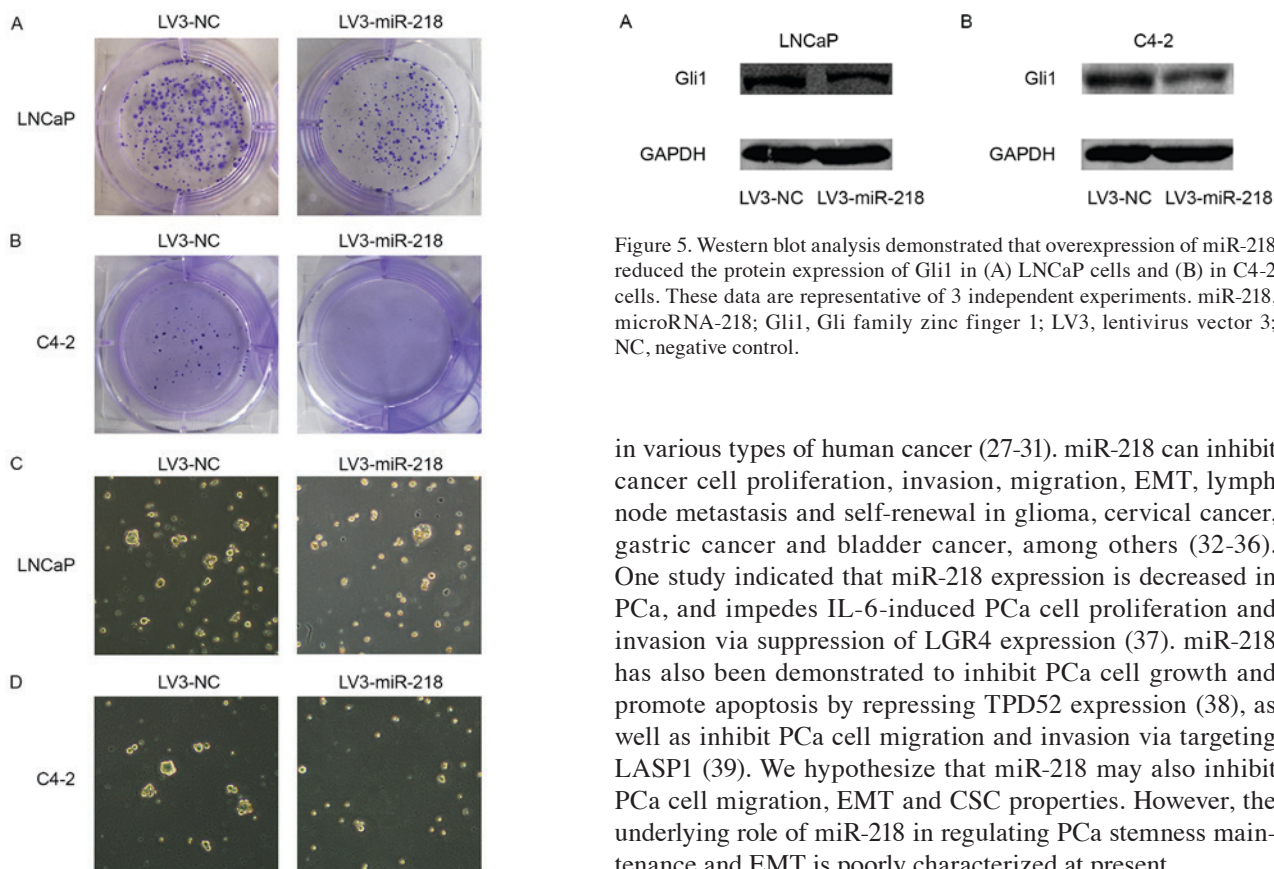 A
LV3-NC LV3-miR-218
LNCaP
B
LV3-NC LV3-miR-218
C4-2
C
LV3-NC LV3-miR-218
LNCaP
D
LV3-NC LV3-miR-218
C4-2
A
LNCaP
Gli1
GAPDH
LV3-NC LV3-miR-218
B
C4-2
Gli1
GAPDH
LV3-NC LV3-miR-218
Figure 5. Western blot analysis demonstrated that overexpression of miR-218
reduced the protein expression of Gli1 in (A) LNCaP cells and (B) in C4-2
cells. These data are representative of 3 independent experiments. miR-218,
microRNA-218; Gli1, Gli family zinc finger 1; LV3, lentivirus vector 3;
NC, negative control.
in various types of human cancer (27-31). miR-218 can inhibit
cancer cell proliferation, invasion, migration, EMT, lymph
node metastasis and self-renewal in glioma, cervical cancer,
gastric cancer and bladder cancer, among others (32-36).
One study indicated that miR-218 expression is decreased in
PCa, and impedes IL-6-induced PCa cell proliferation and
invasion via suppression of LGR4 expression (37). miR-218
has also been demonstrated to inhibit PCa cell growth and
promote apoptosis by repressing TPD52 expression (38), as
well as inhibit PCa cell migration and invasion via targeting
LASP1 (39). We hypothesize that miR-218 may also inhibit
PCa cell migration, EMT and CSC properties. However, the
underlying role of miR-218 in regulating PCa stemness main-
tenance and EMT is poorly characterized at present